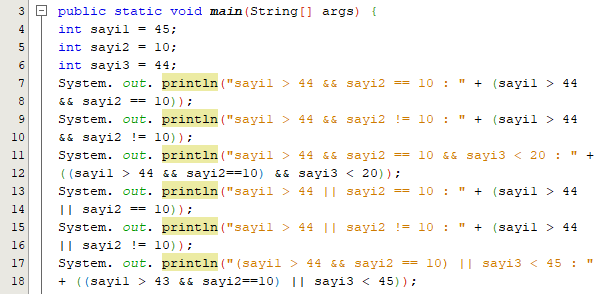 3 public static void main(String[] args) {
4 int sayi1 = 45;
5 int sayi2 = 10;
6 int sayi3 = 44;
7 System. out. println("sayi1 > 44 && sayi2 == 10 : " + (sayi1 > 44
8 && sayi2 == 10));
9 System. out. println("sayi1 > 44 && sayi2 != 10 : " + (sayi1 > 44
10 && sayi2 != 10));
11 System. out. println("sayi1 > 44 && sayi2 == 10 && sayi3 < 20 : " +
12 ((sayi1 > 44 && sayi2==10) && sayi3 < 20));
13 System. out. println("sayi1 > 44 || sayi2 == 10 : " + (sayi1 > 44
14 || sayi2 == 10));
15 System. out. println("sayi1 > 44 || sayi2 != 10 : " + (sayi1 > 44
16 || sayi2 != 10));
17 System. out. println("(sayi1 > 44 && sayi2 == 10) || sayi3 < 45 : "
18 + ((sayi1 > 43 && sayi2==10) || sayi3 < 45));